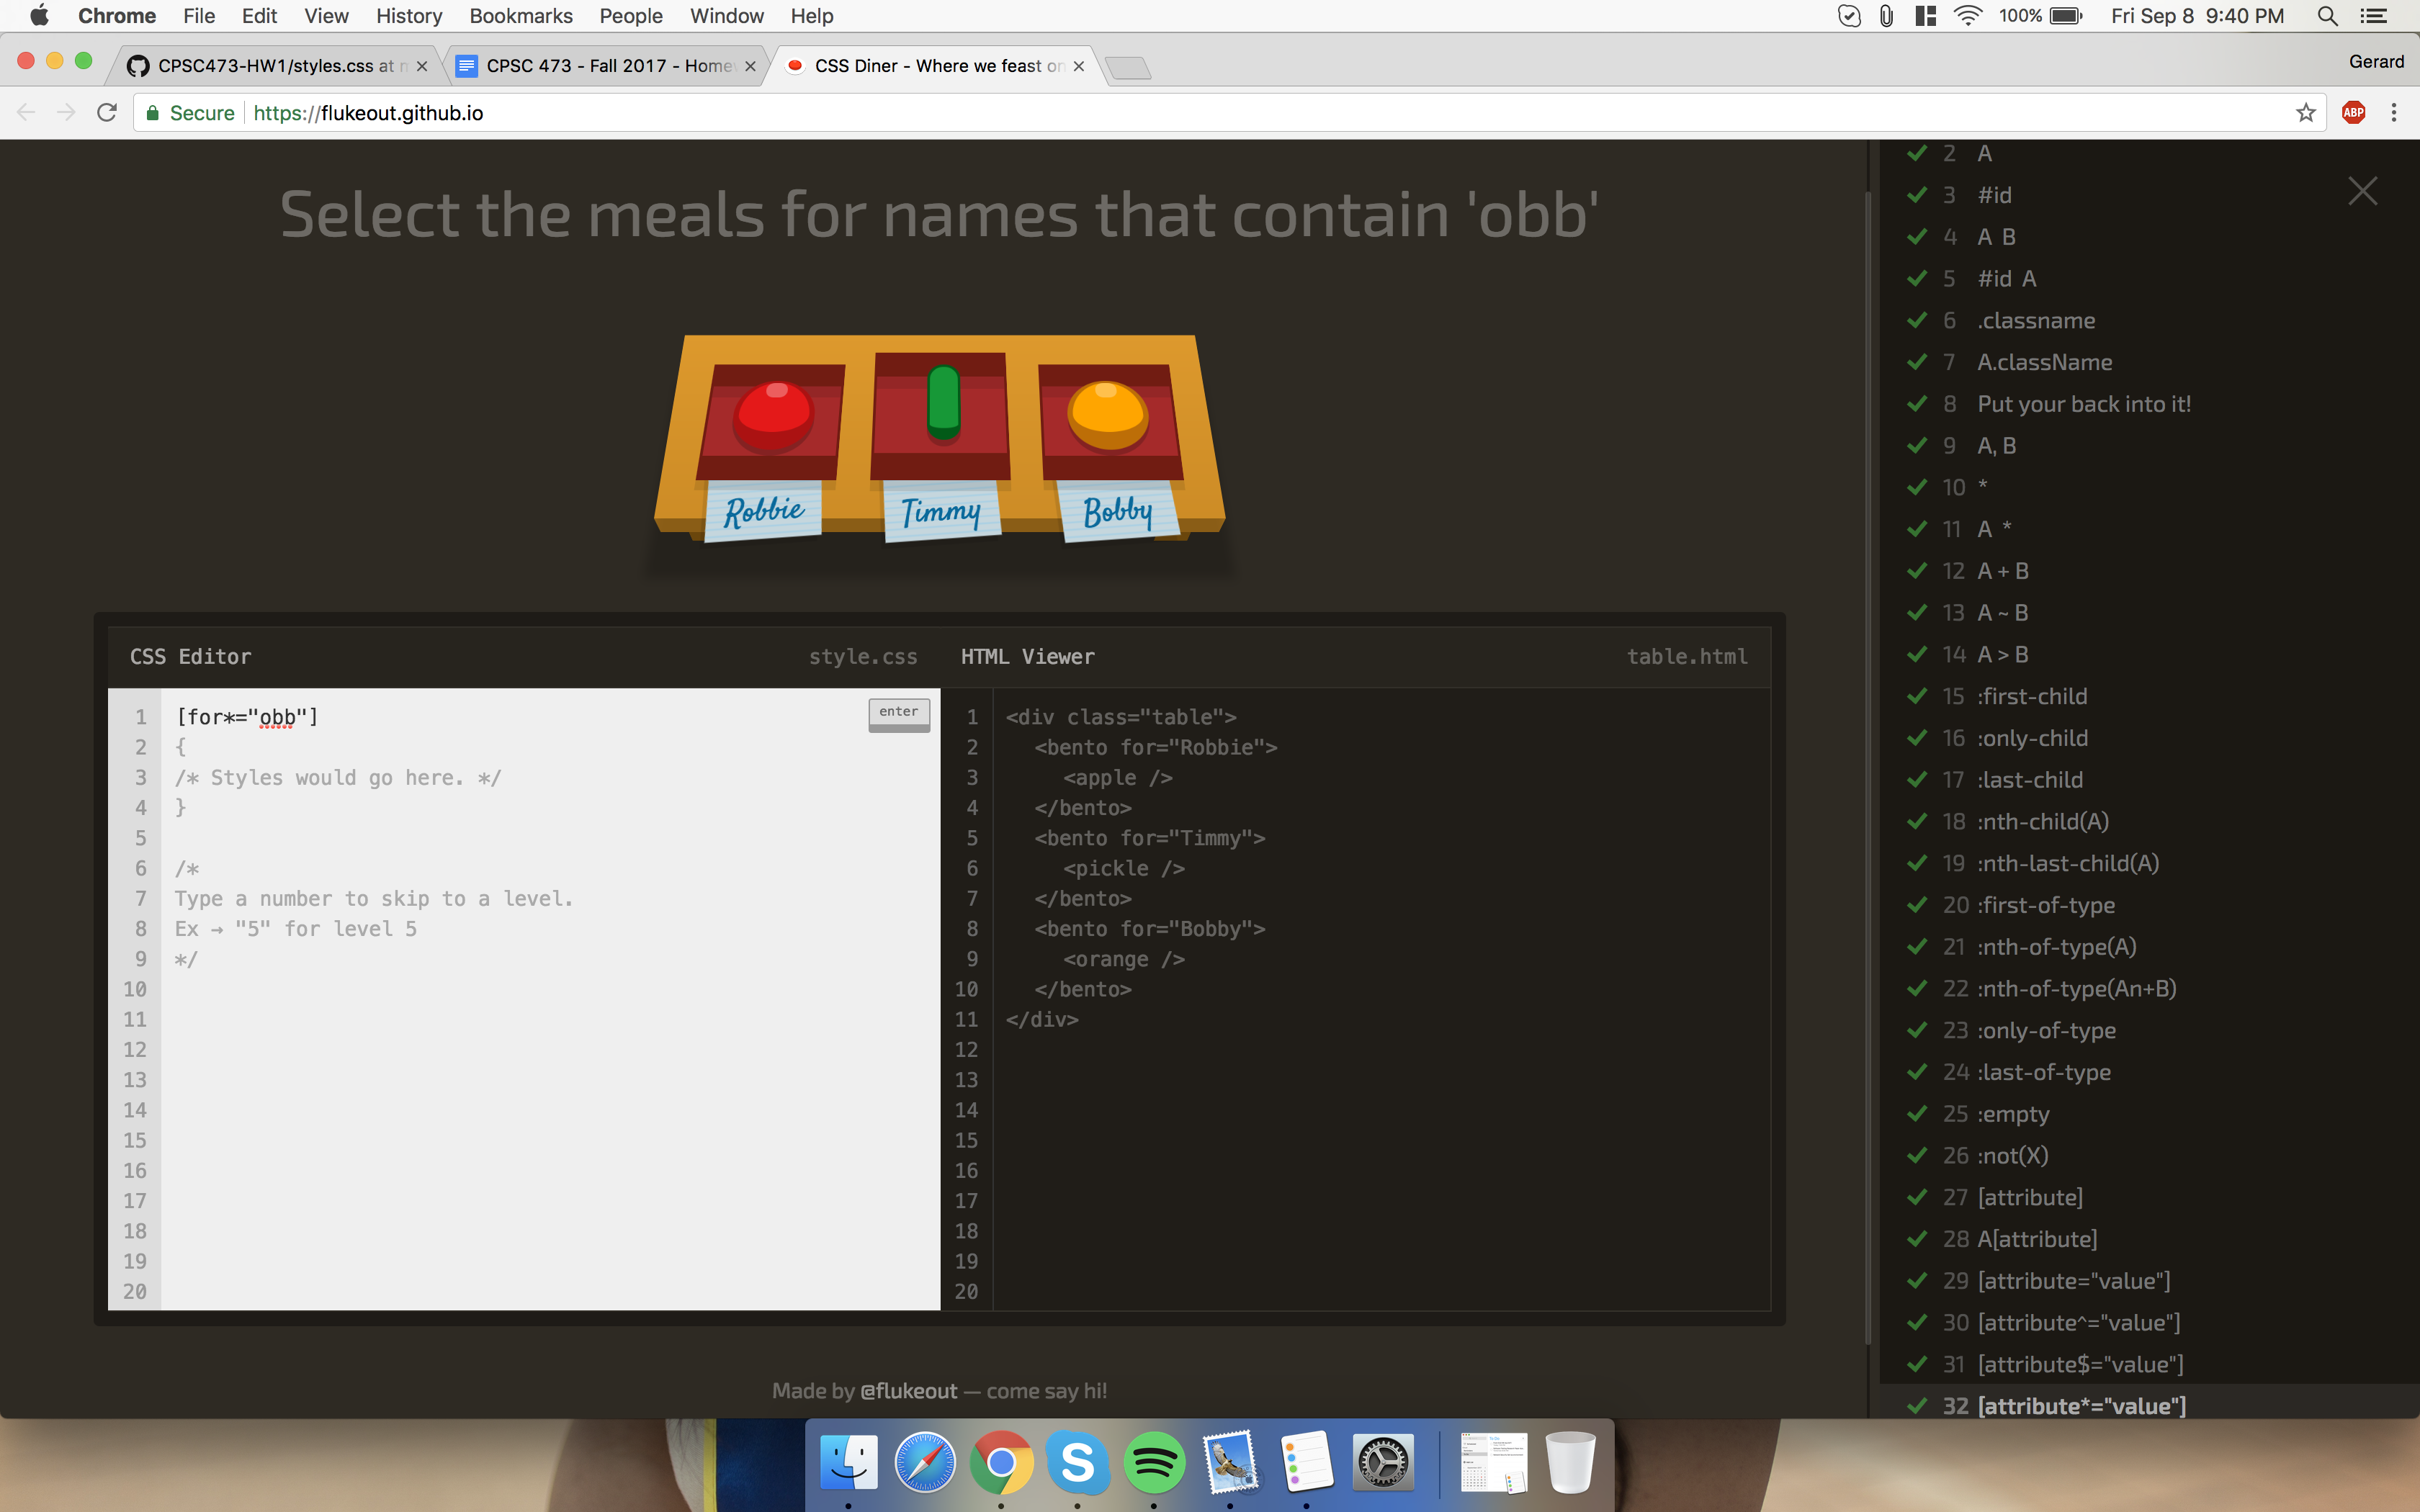 Chrome File Edit View History Bookmarks People Window Help 100% Fri Sep 8 9:40 PM
CPSC473-HW1/styles.css at CPSC 473 - Fall 2017 - Home CSS Diner - Where we feast on Gerard
Secure https://flukeout.github.io ABP
Select the meals for names that contain 'obb'
Robbie Timmy Bobby
CSS Editor style.css
1 [for*="obb"] enter
2 {
3 /* Styles would go here. */
4 }
5
6 /*
7 Type a number to skip to a level.
8 Ex → "5" for level 5
9 */
10
11
12
13
14
15
16
17
18
19
20
HTML Viewer table.html
1 <div class="table">
2 <bento for="Robbie">
3 <apple />
4 </bento>
5 <bento for="Timmy">
6 <pickle />
7 </bento>
8 <bento for="Bobby">
9 <orange />
10 </bento>
11 </div>
12
13
14
15
16
17
18
19
20
Made by @flukeout — come say hi!
2 A
3 #id
4 A B
5 #id A
6 .classname
7 A.className
8 Put your back into it!
9 A, B
10 *
11 A *
12 A + B
13 A ~ B
14 A > B
15 :first-child
16 :only-child
17 :last-child
18 :nth-child(A)
19 :nth-last-child(A)
20 :first-of-type
21 :nth-of-type(A)
22 :nth-of-type(An+B)
23 :only-of-type
24 :last-of-type
25 :empty
26 :not(X)
27 [attribute]
28 A[attribute]
29 [attribute="value"]
30 [attribute^="value"]
31 [attribute$="value"]
32 [attribute*="value"]